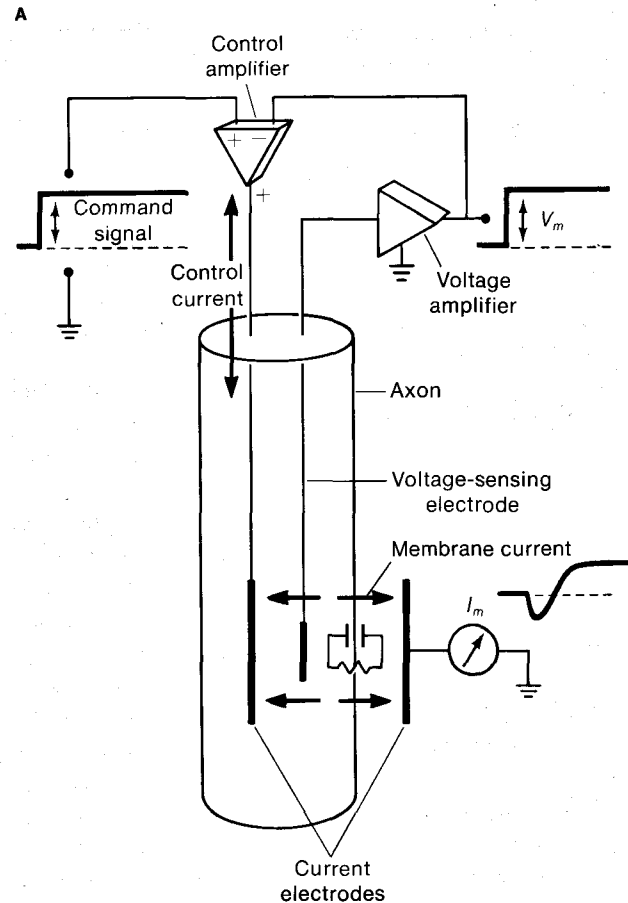 A
Control
amplifier
+ −
+
Command
signal
Control
current
V_m
Voltage
amplifier
Axon
Voltage-sensing
electrode
Membrane current
I_m
Current
electrodes